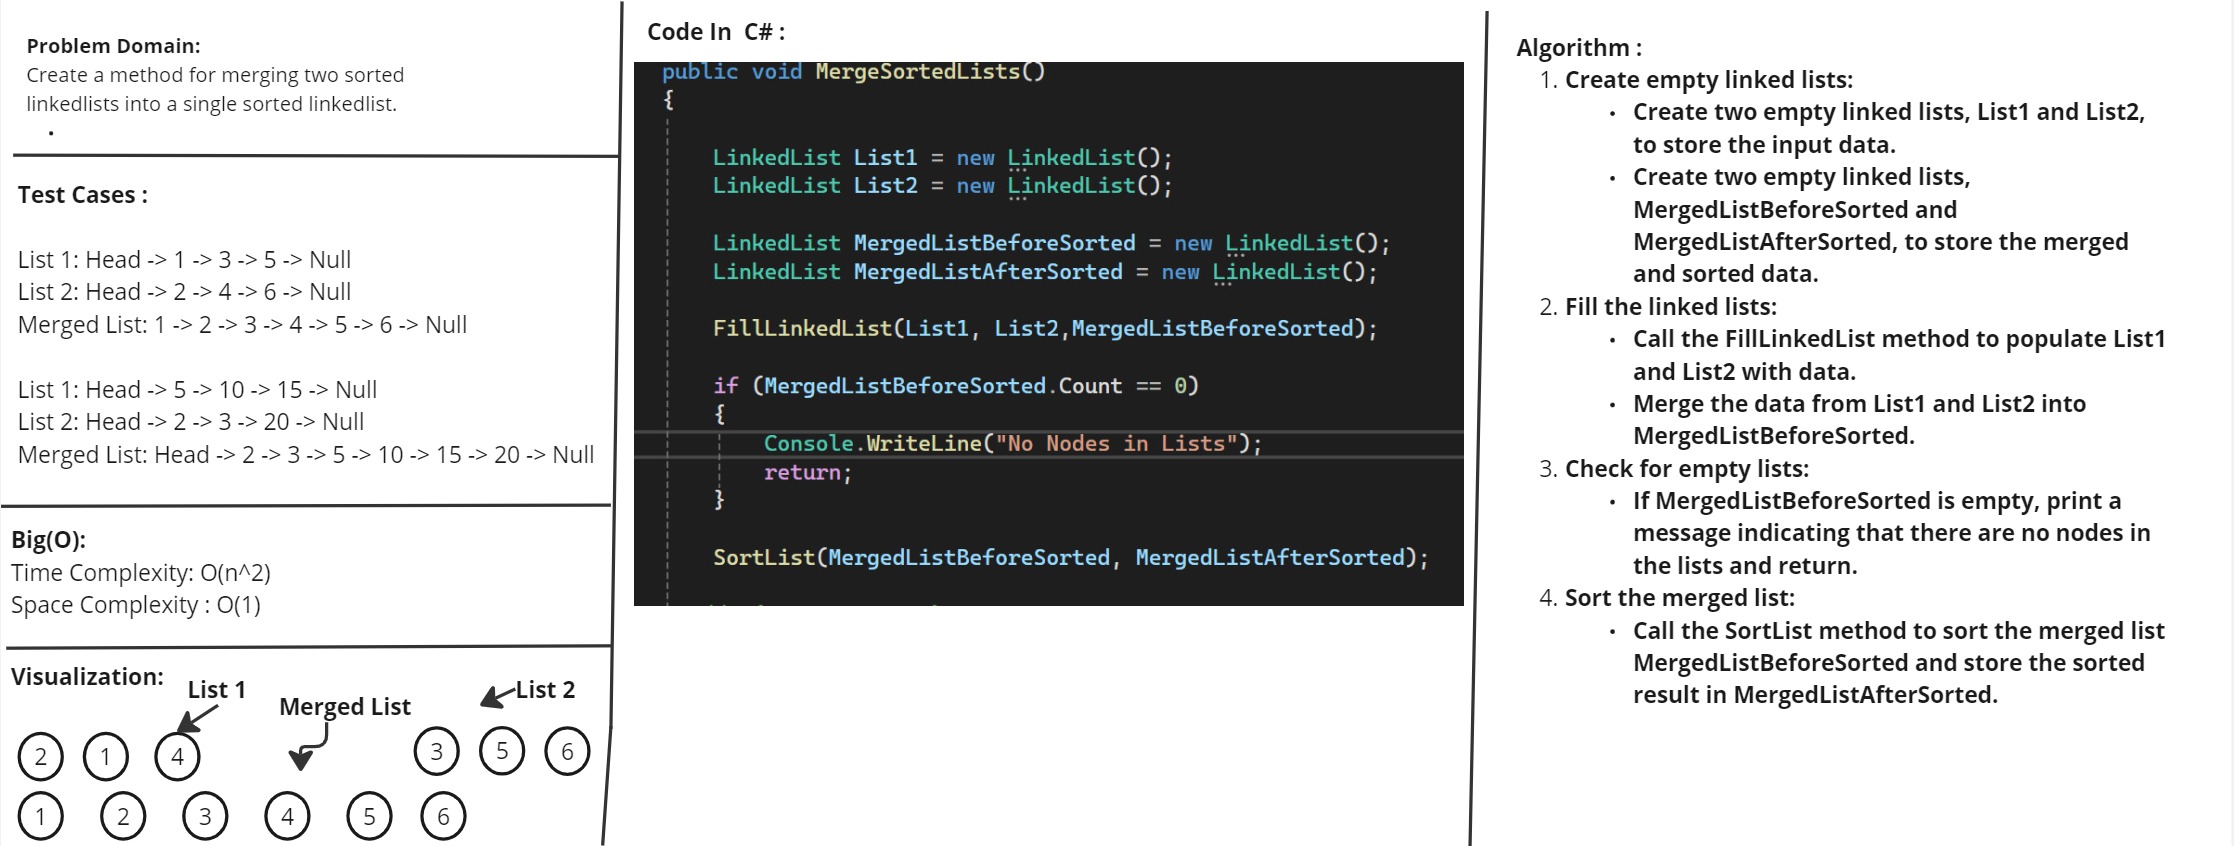 Problem Domain:
Create a method for merging two sorted
linkedlists into a single sorted linkedlist.
Test Cases :
List 1: Head -> 1 -> 3 -> 5 -> Null
List 2: Head -> 2 -> 4 -> 6 -> Null
Merged List: 1 -> 2 -> 3 -> 4 -> 5 -> 6 -> Null
List 1: Head -> 5 -> 10 -> 15 -> Null
List 2: Head -> 2 -> 3 -> 20 -> Null
Merged List: Head -> 2 -> 3 -> 5 -> 10 -> 15 -> 20 -> Null
Big(O):
Time Complexity: O(n^2)
Space Complexity : O(1)
Visualization:
List 1
Merged List
List 2
2 1 4
3 5 6
1 2 3 4 5 6
Code In C# :
public void MergeSortedLists()
{
LinkedList List1 = new LinkedList();
LinkedList List2 = new LinkedList();
LinkedList MergedListBeforeSorted = new LinkedList();
LinkedList MergedListAfterSorted = new LinkedList();
FillLinkedList(List1, List2,MergedListBeforeSorted);
if (MergedListBeforeSorted.Count == 0)
{
Console.WriteLine("No Nodes in Lists");
return;
}
SortList(MergedListBeforeSorted, MergedListAfterSorted);
Algorithm :
1. Create empty linked lists:
• Create two empty linked lists, List1 and List2,
to store the input data.
• Create two empty linked lists,
MergedListBeforeSorted and
MergedListAfterSorted, to store the merged
and sorted data.
2. Fill the linked lists:
• Call the FillLinkedList method to populate List1
and List2 with data.
• Merge the data from List1 and List2 into
MergedListBeforeSorted.
3. Check for empty lists:
• If MergedListBeforeSorted is empty, print a
message indicating that there are no nodes in
the lists and return.
4. Sort the merged list:
• Call the SortList method to sort the merged list
MergedListBeforeSorted and store the sorted
result in MergedListAfterSorted.